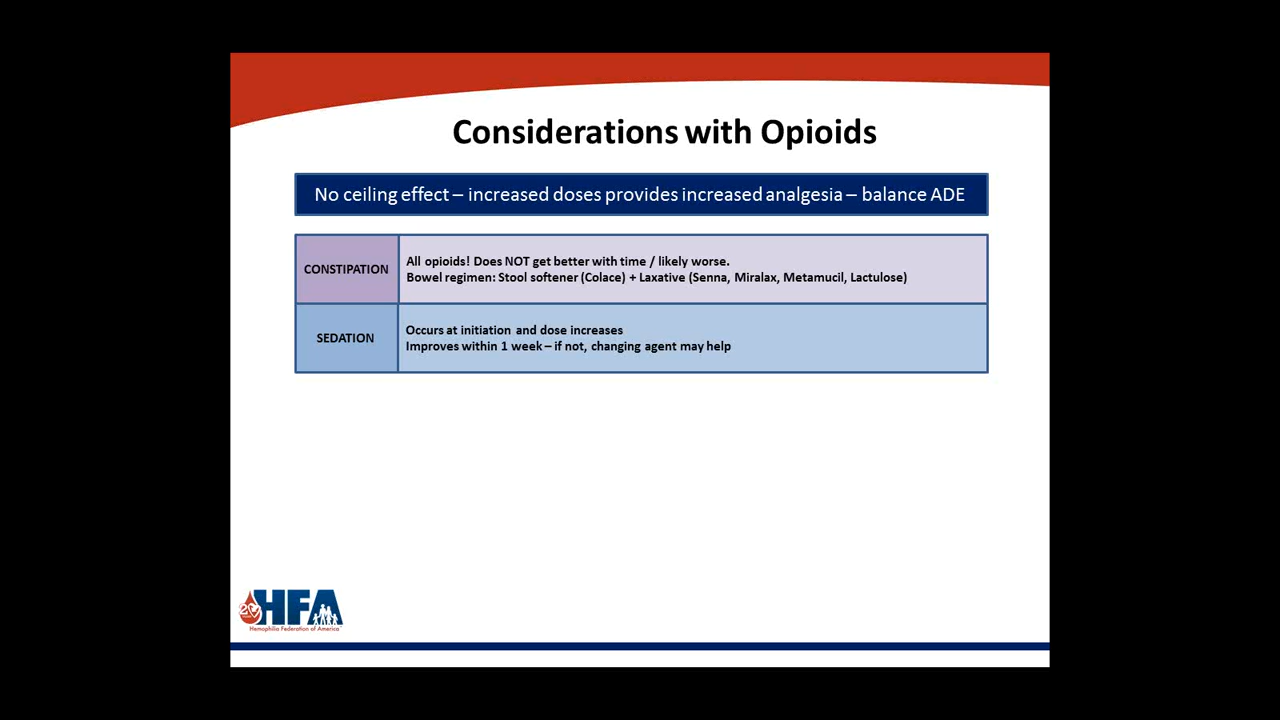 Considerations with Opioids
No ceiling effect – increased doses provides increased analgesia – balance ADE
CONSTIPATION
All opioids! Does NOT get better with time / likely worse.
Bowel regimen: Stool softener (Colace) + Laxative (Senna, Miralax, Metamucil, Lactulose)
SEDATION
Occurs at initiation and dose increases
Improves within 1 week – if not, changing agent may help
20
HFA
Hemophilia Federation of America